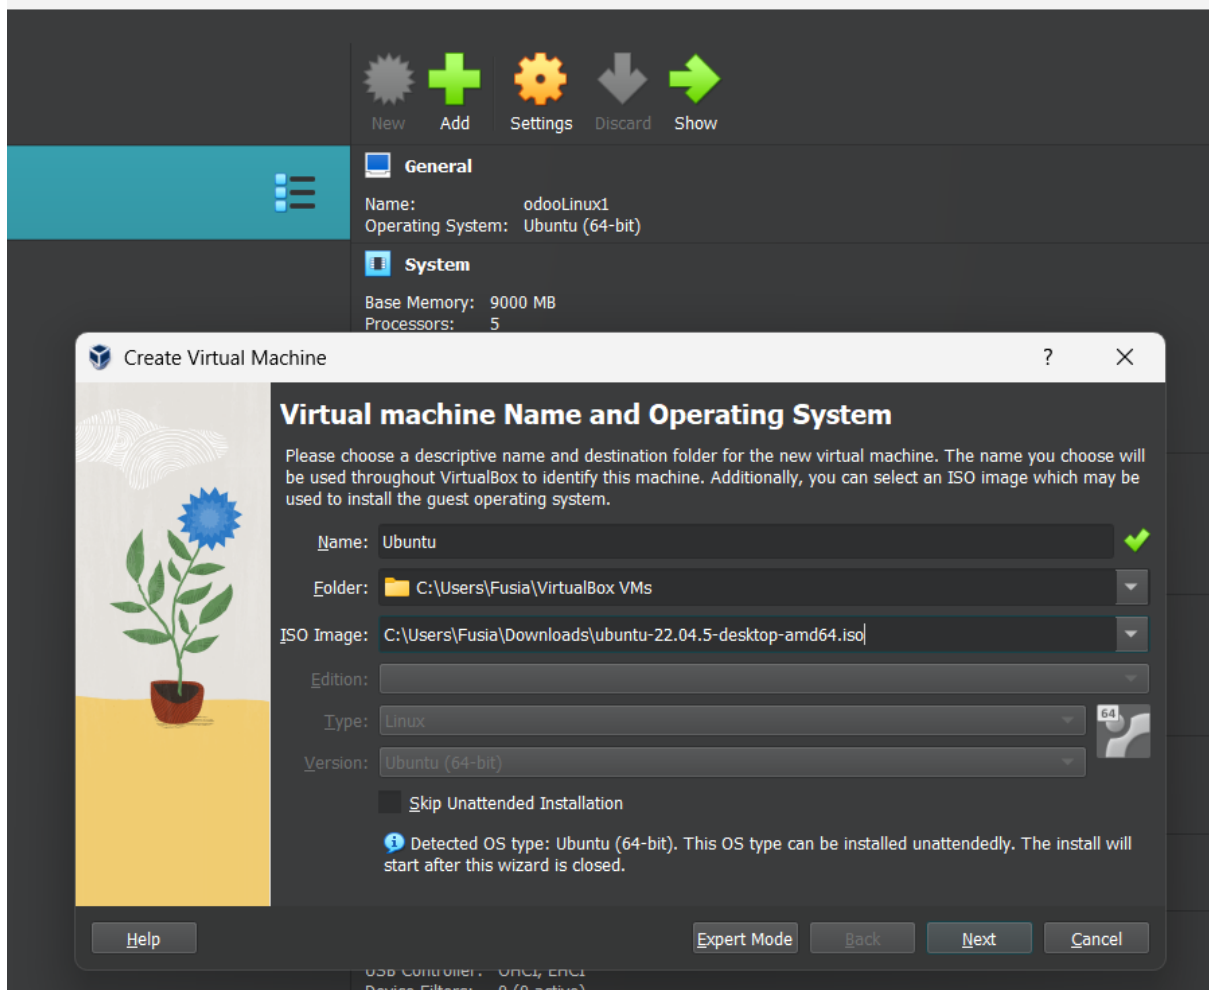 New Add Settings Discard Show
General
Name: odooLinux1
Operating System: Ubuntu (64-bit)
System
Base Memory: 9000 MB
Processors: 5
Create Virtual Machine
?
Virtual machine Name and Operating System
Please choose a descriptive name and destination folder for the new virtual machine. The name you choose will
be used throughout VirtualBox to identify this machine. Additionally, you can select an ISO image which may be
used to install the guest operating system.
Name: Ubuntu
Folder: C:\Users\Fusia\VirtualBox VMs
ISO Image: C:\Users\Fusia\Downloads\ubuntu-22.04.5-desktop-amd64.iso
Edition:
Type: Linux
64
Version: Ubuntu (64-bit)
Skip Unattended Installation
Detected OS type: Ubuntu (64-bit). This OS type can be installed unattendedly. The install will
start after this wizard is closed.
Help Expert Mode Back Next Cancel
USB Controller: OHCI, EHCI
Device Filters: 0 (0 active)